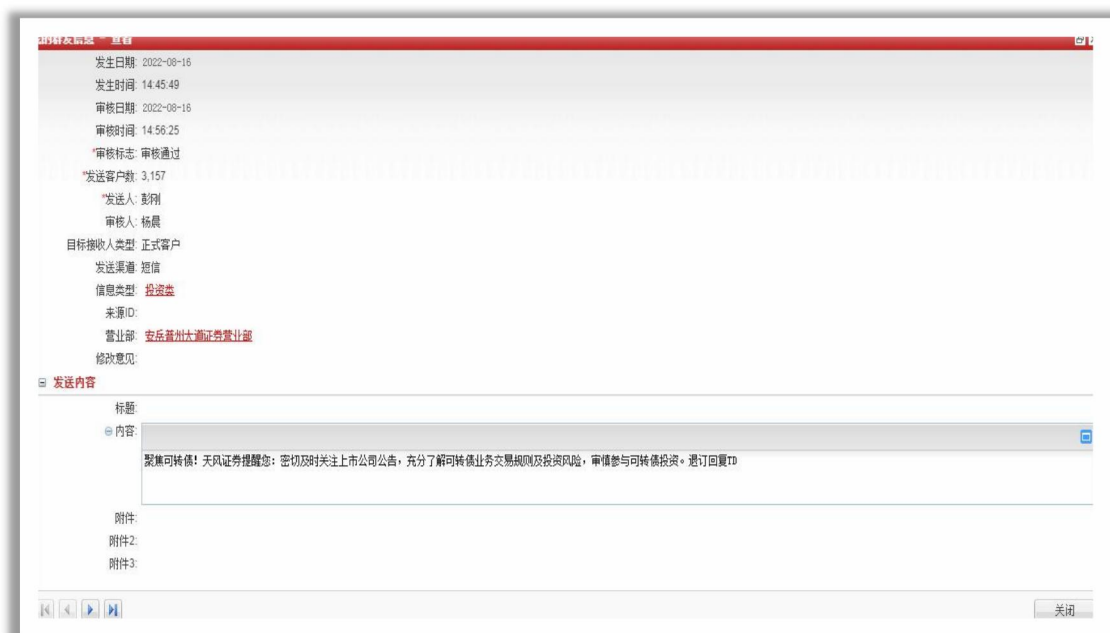 发生日期: 2022-08-16
发生时间: 14:45:49
审核日期: 2022-08-16
审核时间: 14:56:25
*审核标志: 审核通过
*发送客户数: 3,157
*发送人: 彭刚
审核人: 杨晨
目标接收人类型: 正式客户
发送渠道: 短信
信息类型: 投资类
来源ID:
营业部: 安岳普州大道证券营业部
修改意见:
发送内容
标题:
内容:
聚焦可转债! 天风证券提醒您: 密切及时关注上市公司公告, 充分了解可转债业务交易规则及投资风险, 审慎参与可转债投资。退订回复TD
附件:
附件2:
附件3:
关闭